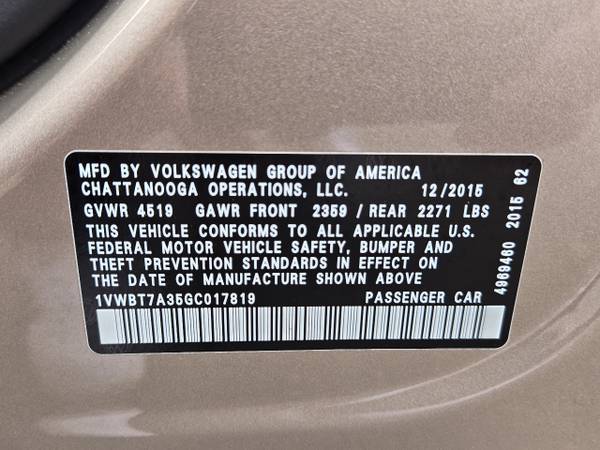 MFD BY VOLKSWAGEN GROUP OF AMERICA
CHATTANOOGA OPERATIONS, LLC. 12/2015
GVWR 4519 GAWR FRONT 2359 / REAR 2271 LBS
THIS VEHICLE CONFORMS TO ALL APPLICABLE U.S.
FEDERAL MOTOR VEHICLE SAFETY, BUMPER AND
THEFT PREVENTION STANDARDS IN EFFECT ON
THE DATE OF MANUFACTURE SHOWN ABOVE
1VWBT7A35GC017819 PASSENGER CAR
4969460 2015 62